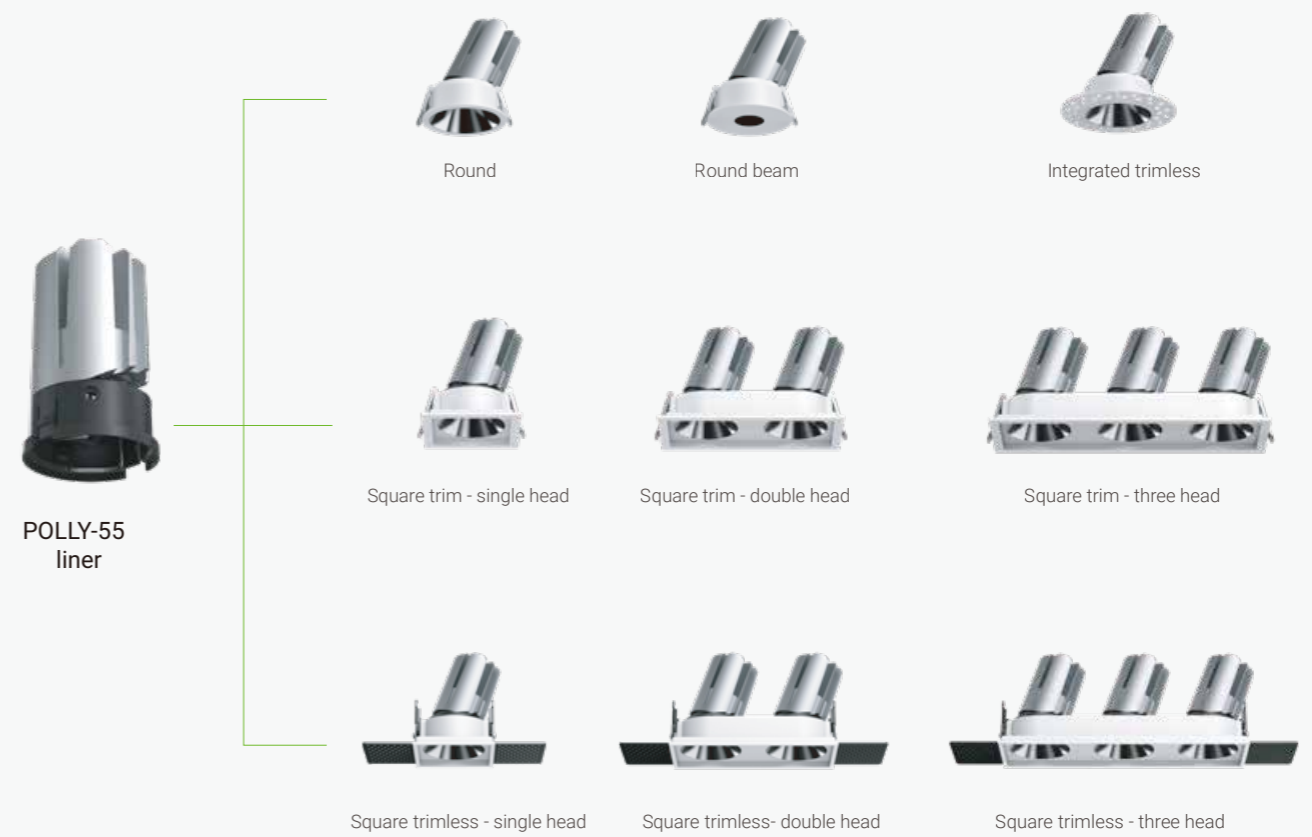 Round
Round beam
Integrated trimless
Square trim - single head
Square trim - double head
Square trim - three head
POLLY-55
liner
Square trimless - single head
Square trimless- double head
Square trimless - three head